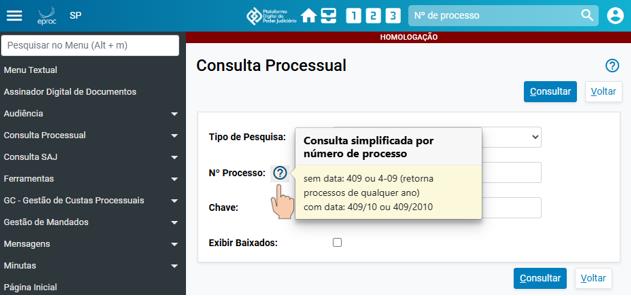 eproc
SP
Plataforma
Digital do
Poder Judiciário
1 2 3
Nº de processo
HOMOLOGAÇÃO
Pesquisar no Menu (Alt + m)
Menu Textual
Assinador Digital de Documentos
Audiência
Consulta Processual
Consulta SAJ
Ferramentas
GC - Gestão de Custas Processuais
Gestão de Mandados
Mensagens
Minutas
Página Inicial
Consulta Processual
?
Consultar Voltar
Tipo de Pesquisa:
Nº Processo: ?
Chave:
Exibir Baixados:
Consulta simplificada por
número de processo
sem data: 409 ou 4-09 (retorna
processos de qualquer ano)
com data: 409/10 ou 409/2010
Consultar Voltar